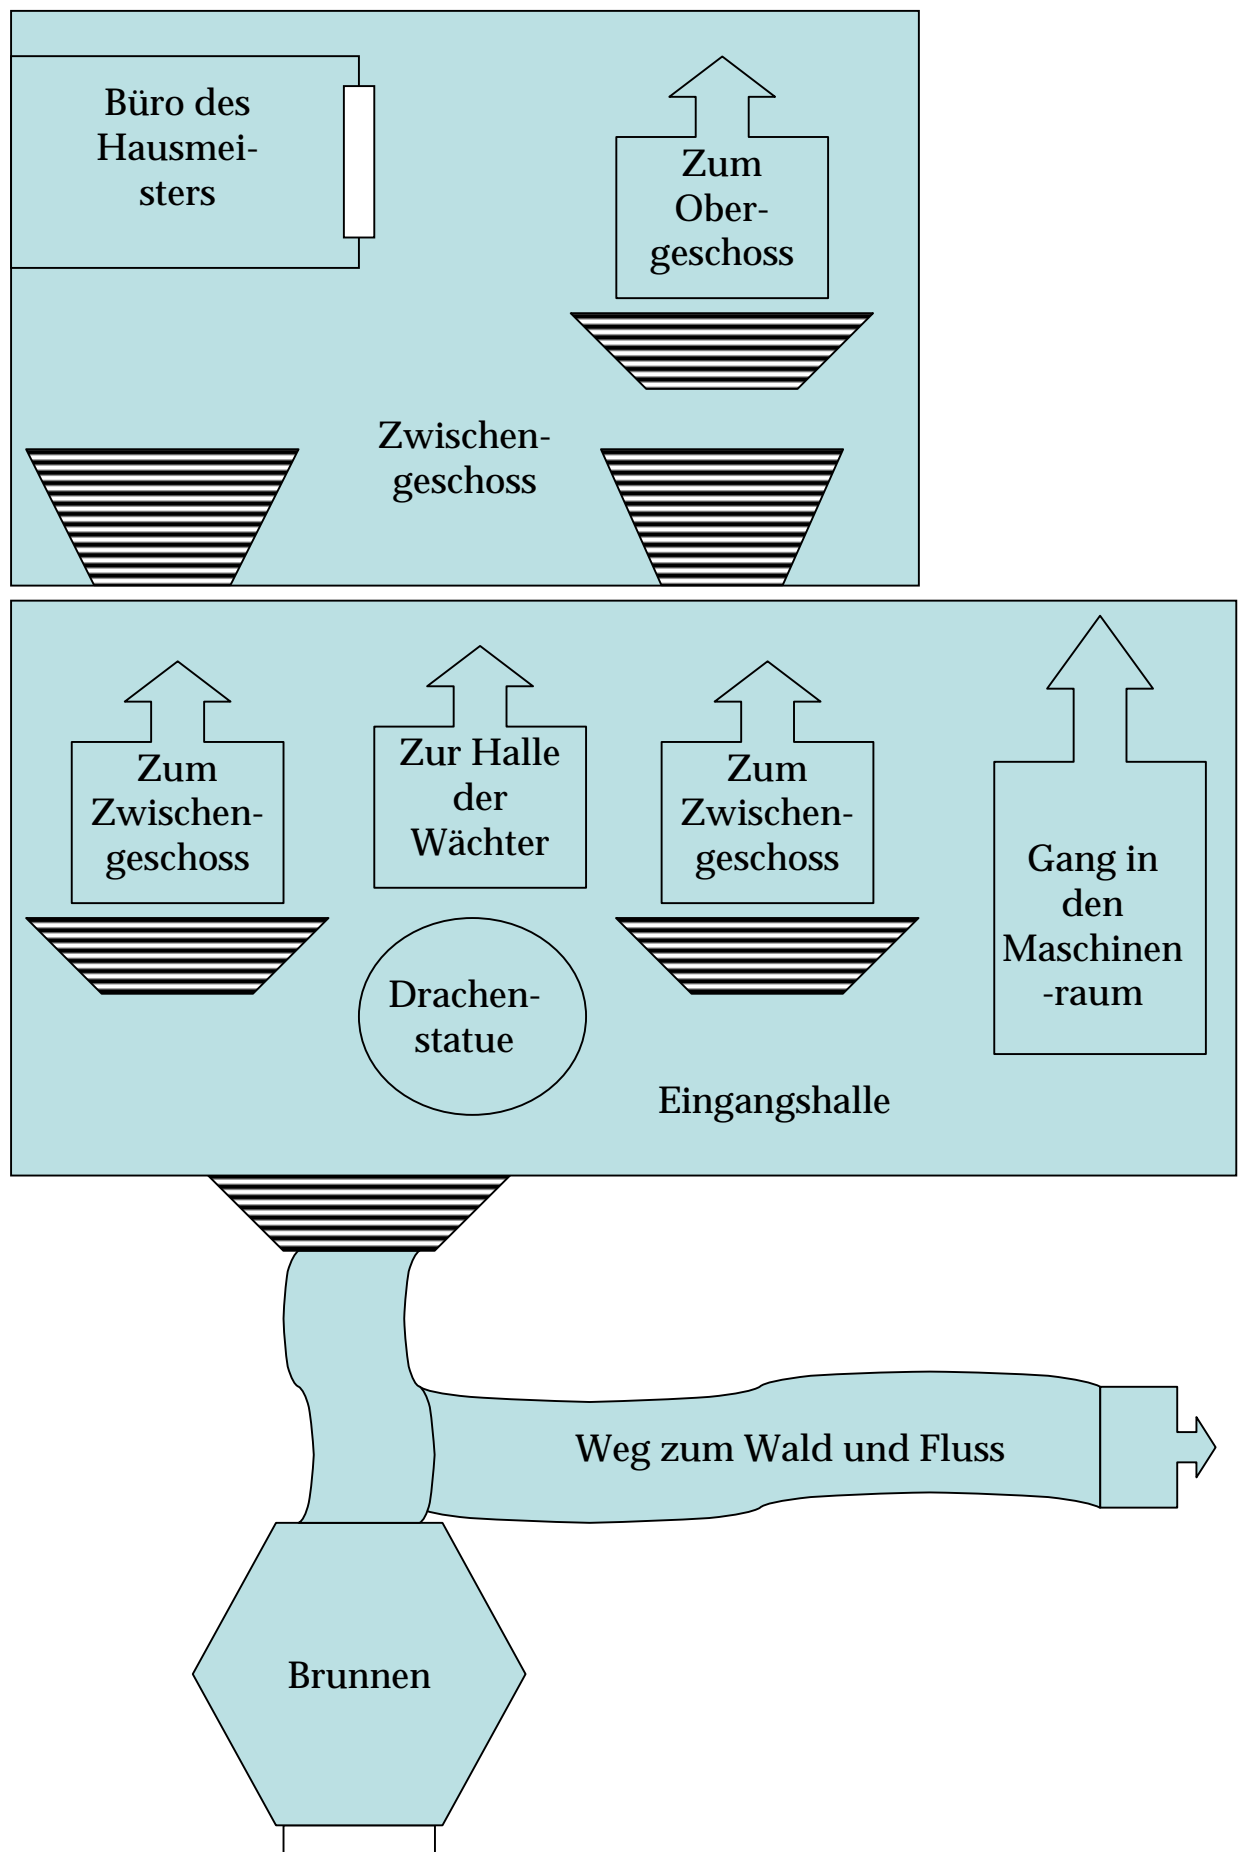 Büro des
Hausmei-
sters
Zum
Ober-
geschoss
Zwischen-
geschoss
Zum
Zwischen-
geschoss
Zur Halle
der
Wächter
Zum
Zwischen-
geschoss
Gang in
den
Maschinen
-raum
Drachen-
statue
Eingangshalle
Weg zum Wald und Fluss
Brunnen